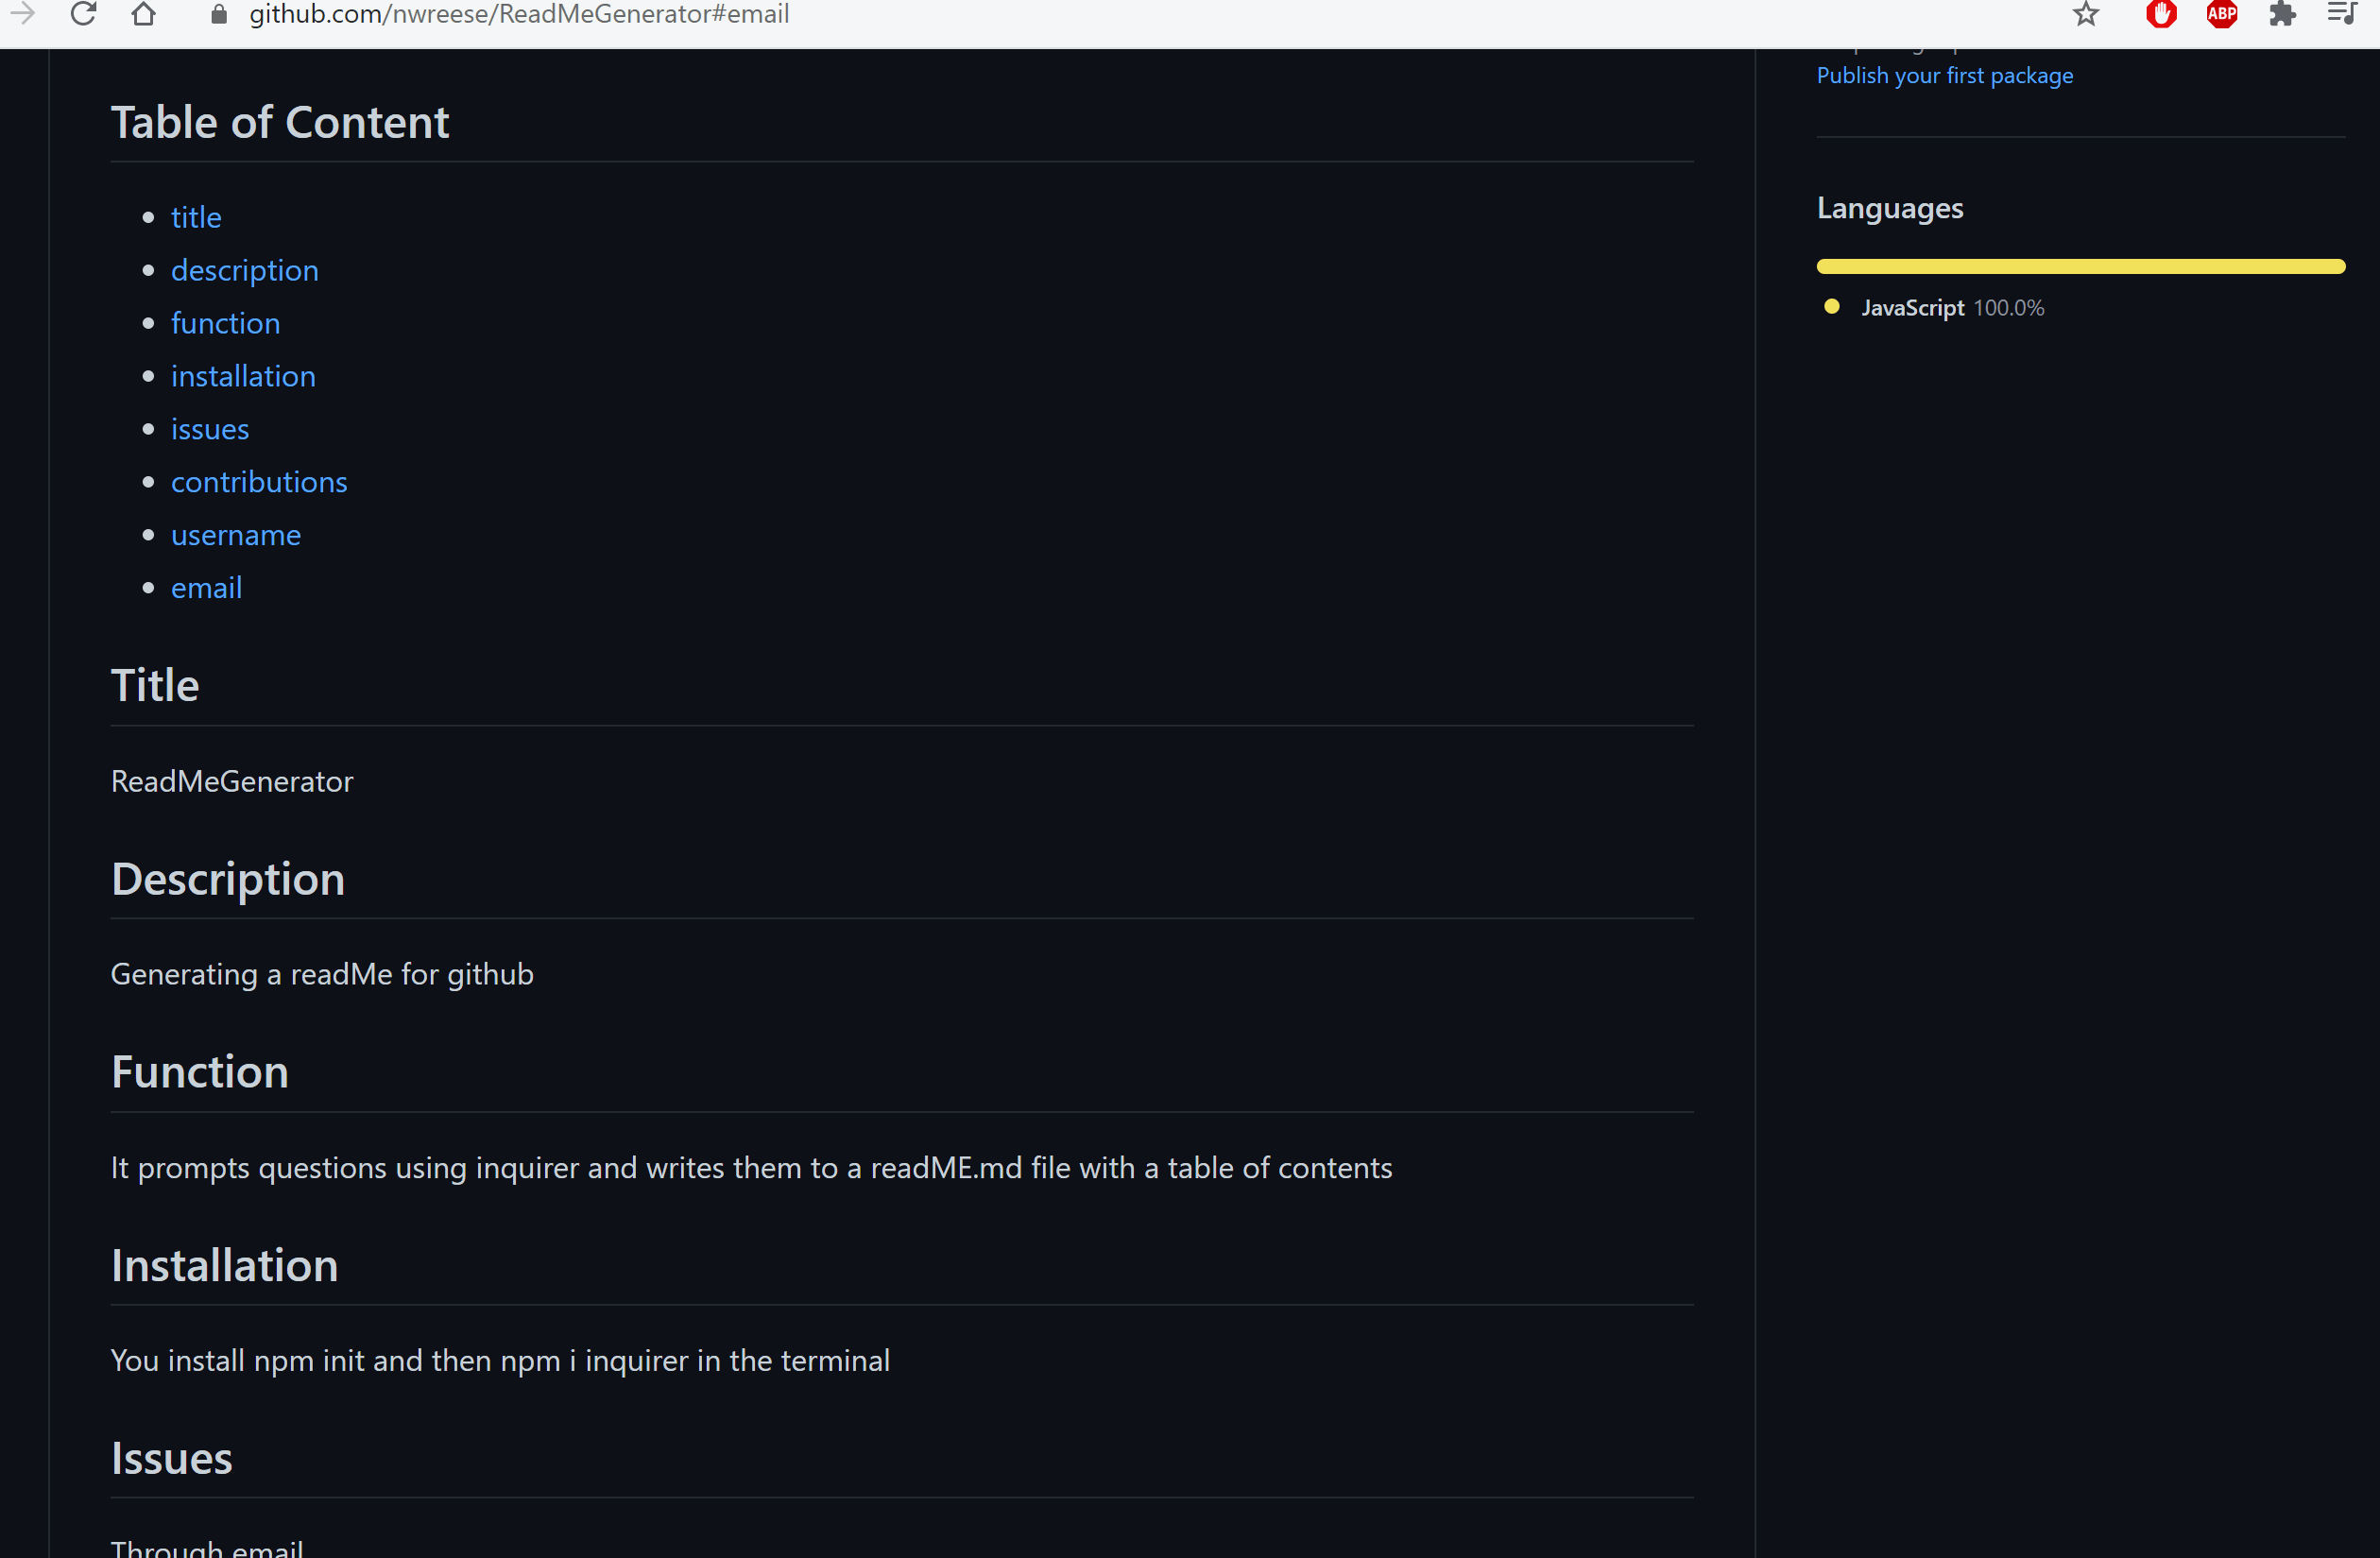 github.com/nwreese/ReadMeGenerator#email
ABP
Table of Content
title
description
function
installation
issues
contributions
username
email
Title
ReadMeGenerator
Description
Generating a readMe for github
Function
It prompts questions using inquirer and writes them to a readME.md file with a table of contents
Installation
You install npm init and then npm i inquirer in the terminal
Issues
Through email
Publish your first package
Languages
JavaScript 100.0%